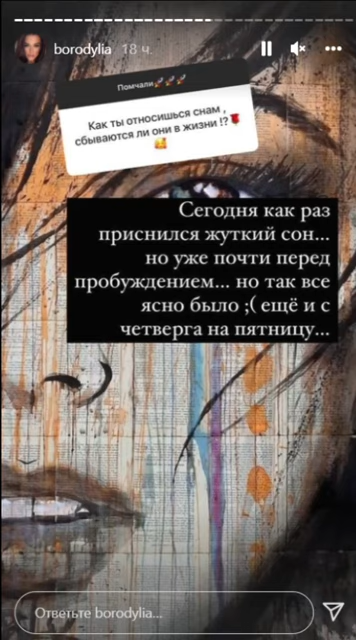 borodylia 18 ч.
Помчали🚀🚀🚀
Как ты относишься снам ,
сбываются ли они в жизни !?🌹
🥰
Сегодня как раз
приснился жуткий сон...
но уже почти перед
пробуждением... но так все
ясно было ;( ещё и с
четверга на пятницу...
Ответьте borodylia...